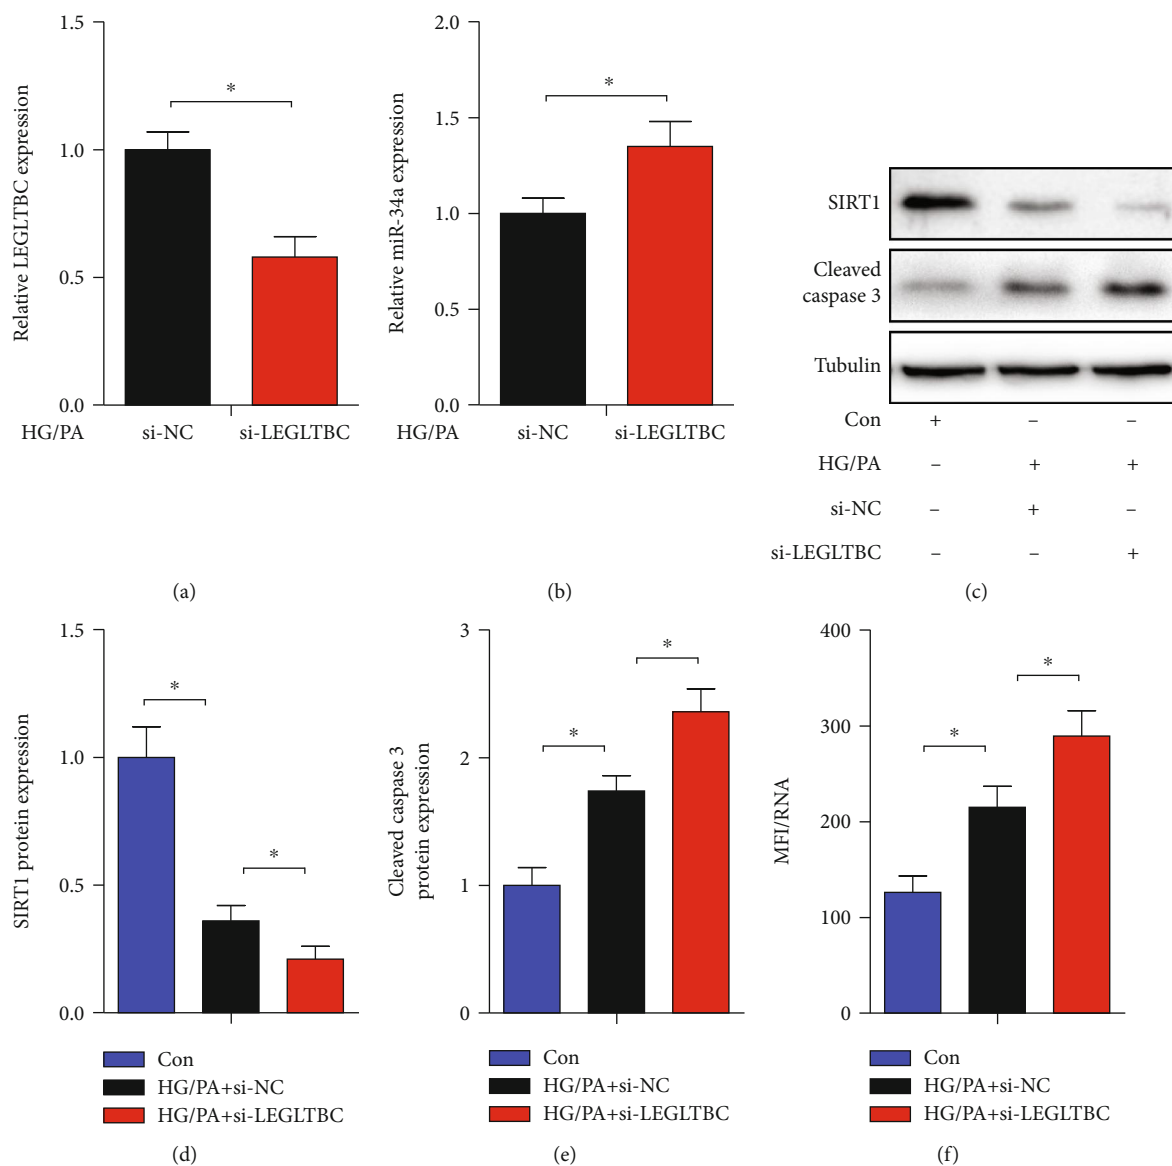 Relative LEGLTBC expression
1.5
1.0
0.5
0.0
*
HG/PA si-NC si-LEGLTBC
(a)
Relative miR-34a expression
2.0
1.5
1.0
0.5
0.0
*
HG/PA si-NC si-LEGLTBC
(b)
SIRT1
Cleaved
caspase 3
Tubulin
Con + – –
HG/PA – + +
si-NC – + –
si-LEGLTBC – – +
(c)
SIRT1 protein expression
1.5
1.0
0.5
0.0
*
*
Con
HG/PA+si-NC
HG/PA+si-LEGLTBC
(d)
Cleaved caspase 3
protein expression
3
2
1
0
*
*
Con
HG/PA+si-NC
HG/PA+si-LEGLTBC
(e)
MFI/RNA
400
300
200
100
0
*
*
Con
HG/PA+si-NC
HG/PA+si-LEGLTBC
(f)